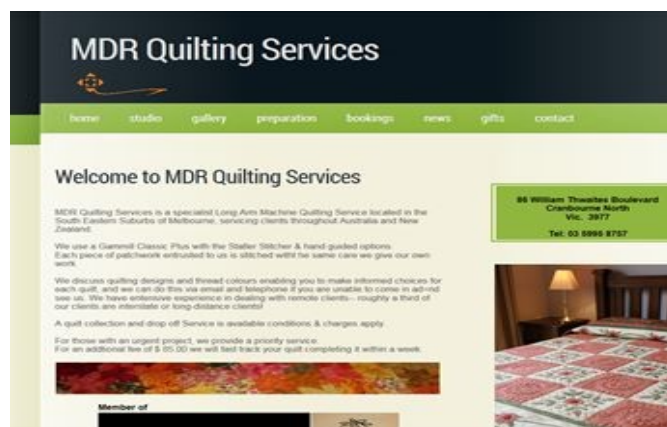 MDR Quilting Services
home studio gallery preparation bookings news gifts contact
Welcome to MDR Quilting Services
MDR Quilting Services is a specialist Long Arm Machine Quilting Service located in the
South Eastern Suburbs of Melbourne, servicing clients throughout Australia and New
Zealand.
We use a Gammill Classic Plus with the Statler Stitcher & hand guided options.
Each piece of patchwork entrusted to us is stitched witht he same care we give our own
work.
We discuss quilting designs and thread colours enabling you to make informed choices for
each quilt, and we can do this via email and telephone if you are unable to come in ad=nd
see us. We have extensive experience in dealing with remote clients-- roughly a third of
our clients are interstate or long distance clients!
A quilt collection and drop off Service is available conditions & charges apply.
For those with an urgent project, we provide a priority service.
For an additional fee of $ 85.00 we will fast track your quilt completing it within a week.
Member of
86 William Thwaites Boulevard
Cranbourne North
Vic. 3977
Tel: 03 5995 8757